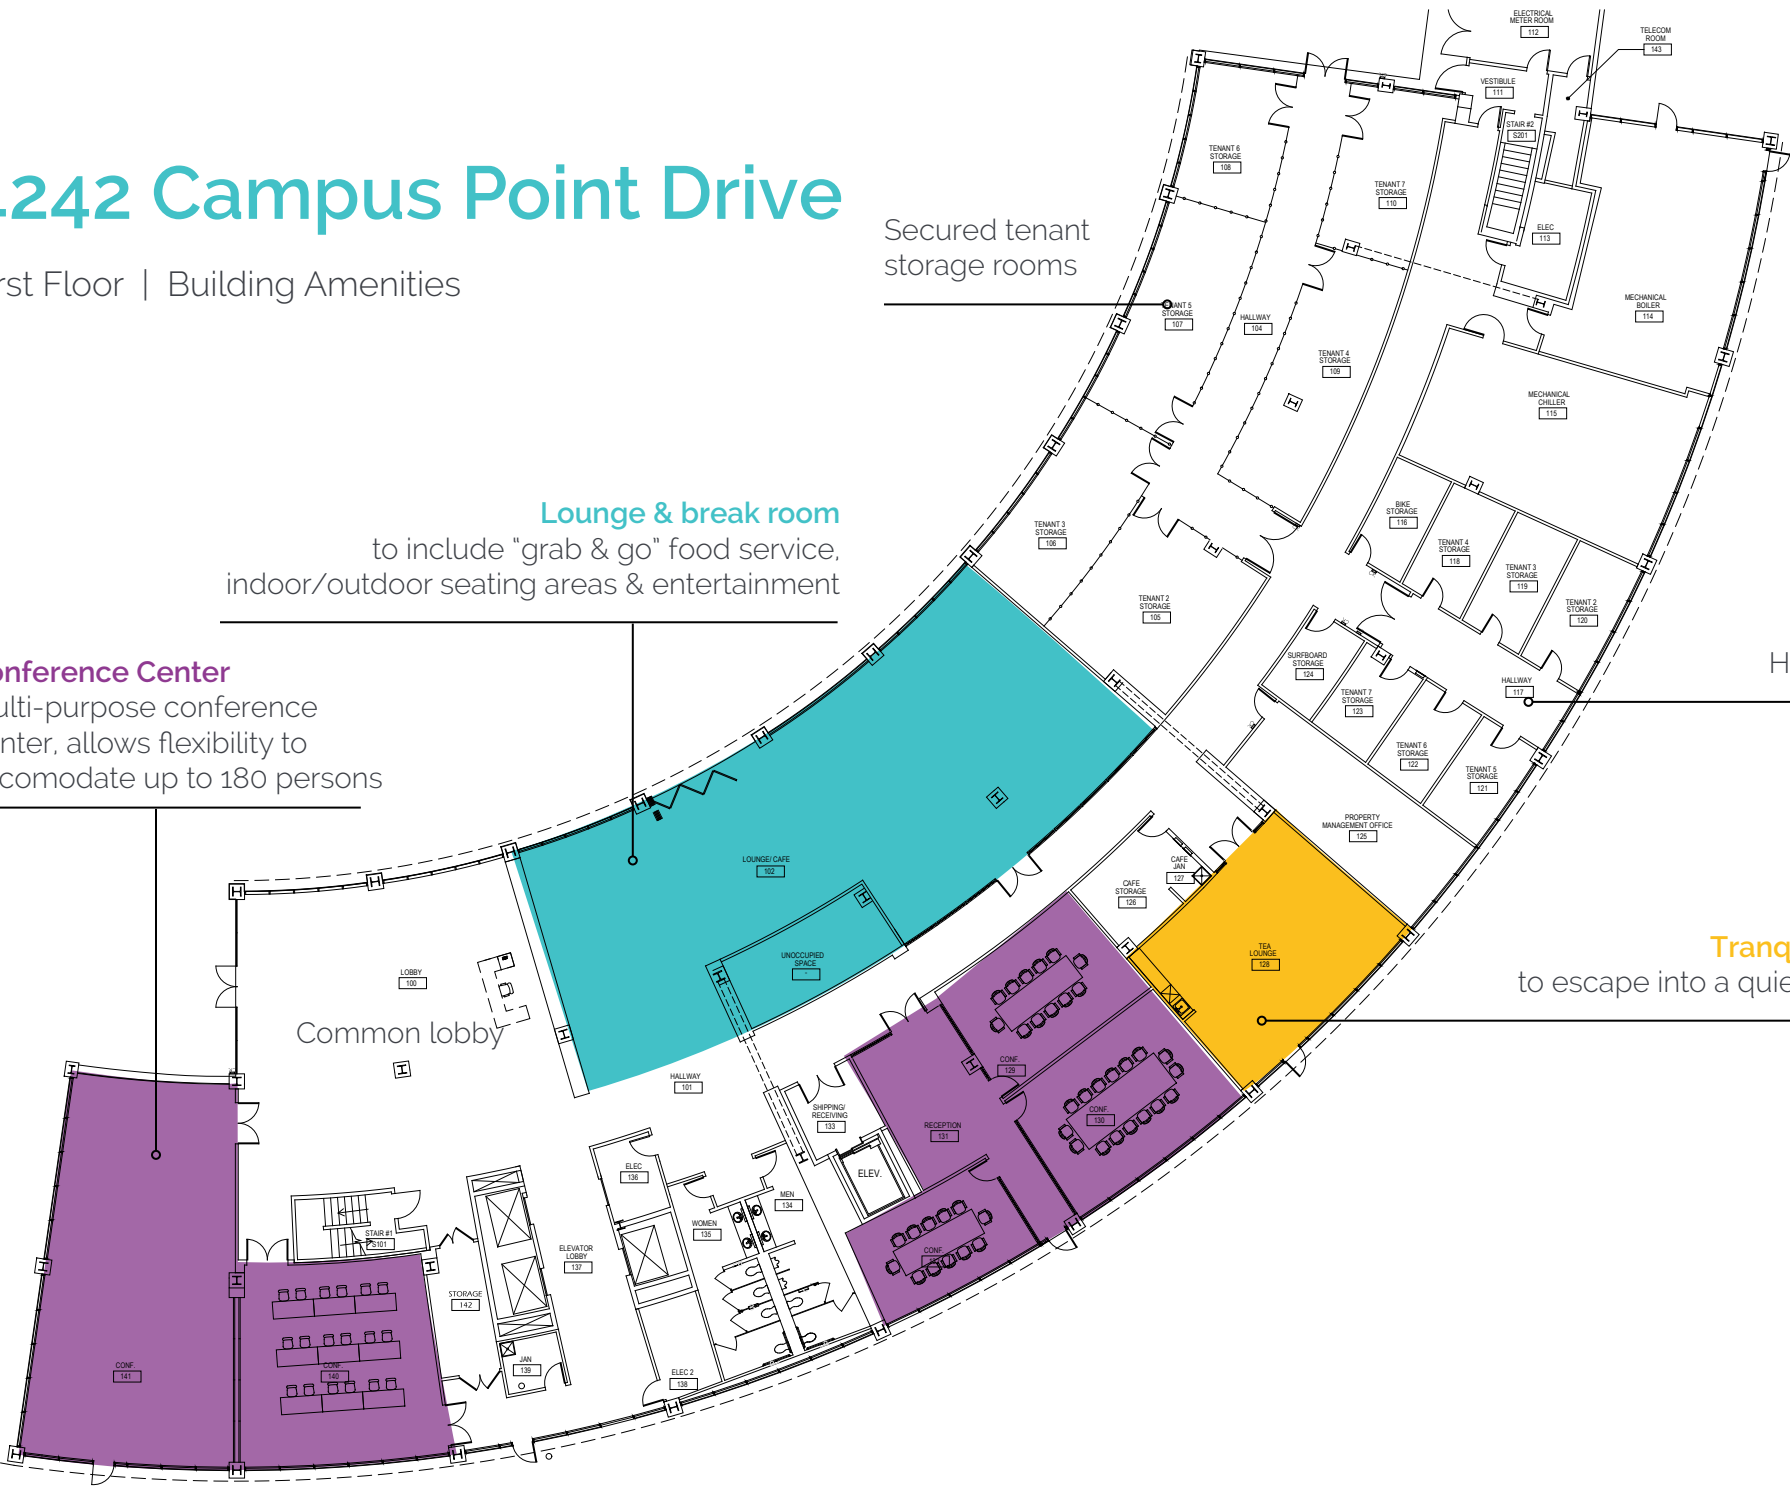 .242 Campus Point Drive
rst Floor | Building Amenities
Secured tenant
storage rooms
Lounge & break room
to include “grab & go” food service,
indoor/outdoor seating areas & entertainment
onference Center
ulti-purpose conference
nter, allows flexibility to
comodate up to 180 persons
Common lobby
H
Tranq
to escape into a quie
ELECTRICAL
METER ROOM
112
TELECOM
ROOM
143
VESTIBULE
111
STAIR #2
S201
TENANT 6
STORAGE
108
TENANT 7
STORAGE
110
ELEC
113
MECHANICAL
BOILER
114
STORAGE
107
HALLWAY
104
TENANT 4
STORAGE
109
MECHANICAL
CHILLER
115
TENANT 3
STORAGE
106
BIKE
STORAGE
116
TENANT 4
STORAGE
118
TENANT 3
STORAGE
119
TENANT 2
STORAGE
120
TENANT 2
STORAGE
105
SURFBOARD
STORAGE
124
TENANT 7
STORAGE
123
HALLWAY
117
TENANT 6
STORAGE
122
TENANT 5
STORAGE
121
PROPERTY
MANAGEMENT OFFICE
125
LOUNGE/ CAFE
102
CAFE
JAN
127
CAFE
STORAGE
126
UNOCCUPIED
SPACE
TEA
LOUNGE
128
LOBBY
100
HALLWAY
101
CONF.
129
SHIPPING/
RECEIVING
133
RECEPTION
131
CONF.
130
ELEV.
ELEC
136
MEN
134
WOMEN
135
STAIR #1
S101
ELEVATOR
LOBBY
137
CONF.
STORAGE
142
JAN
139
ELEC 2
138
CONF.
141
CONF.
140